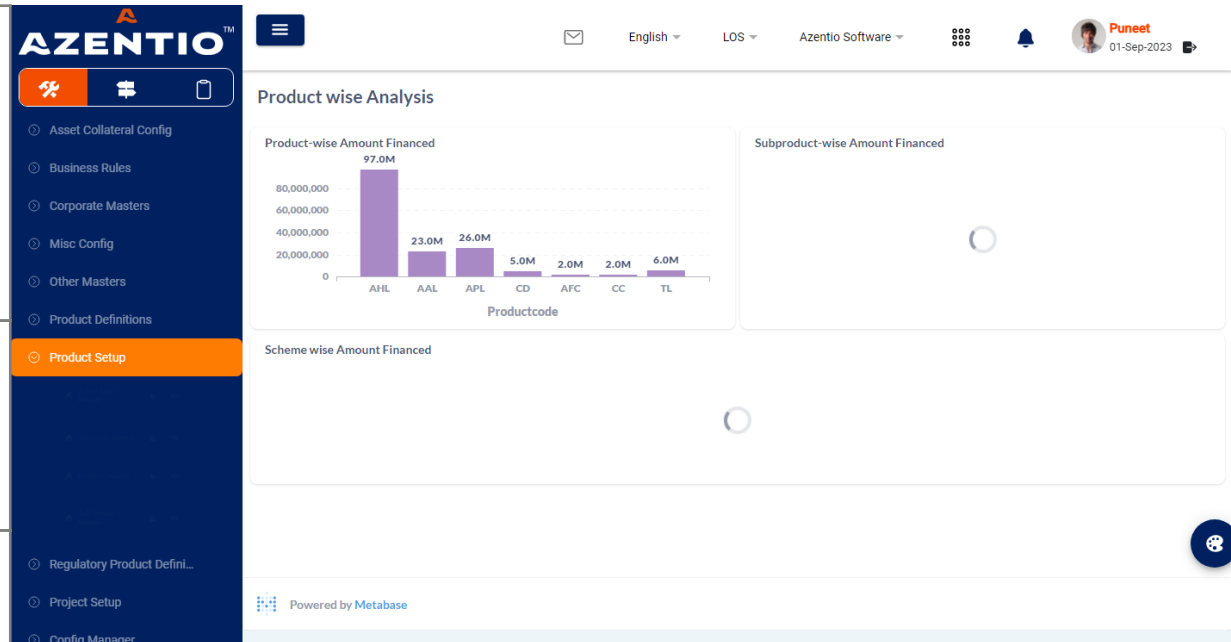 AZENTIO™
English
LOS
Azentio Software
Puneet
01-Sep-2023
Asset Collateral Config
Business Rules
Corporate Masters
Misc Config
Other Masters
Product Definitions
Product Setup
Regulatory Product Defini...
Project Setup
Config Manager
Product wise Analysis
Product-wise Amount Financed
97.0M
80,000,000
60,000,000
40,000,000
20,000,000
0
23.0M
26.0M
5.0M
2.0M
2.0M
6.0M
AHL AAL APL CD AFC CC TL
Productcode
Subproduct-wise Amount Financed
Scheme wise Amount Financed
Powered by Metabase